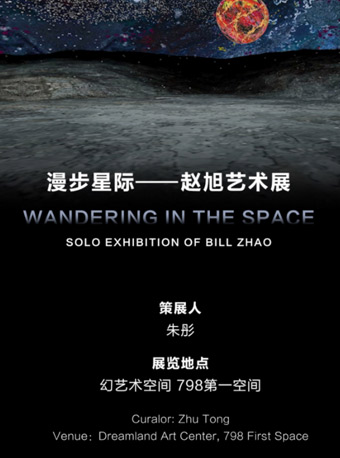 漫步星际——赵旭艺术展
WANDERING IN THE SPACE
SOLO EXHIBITION OF BILL ZHAO
策展人
朱彤
展览地点
幻艺术空间 798第一空间
Curalor: Zhu Tong
Venue：Dreamland Art Center, 798 First Space